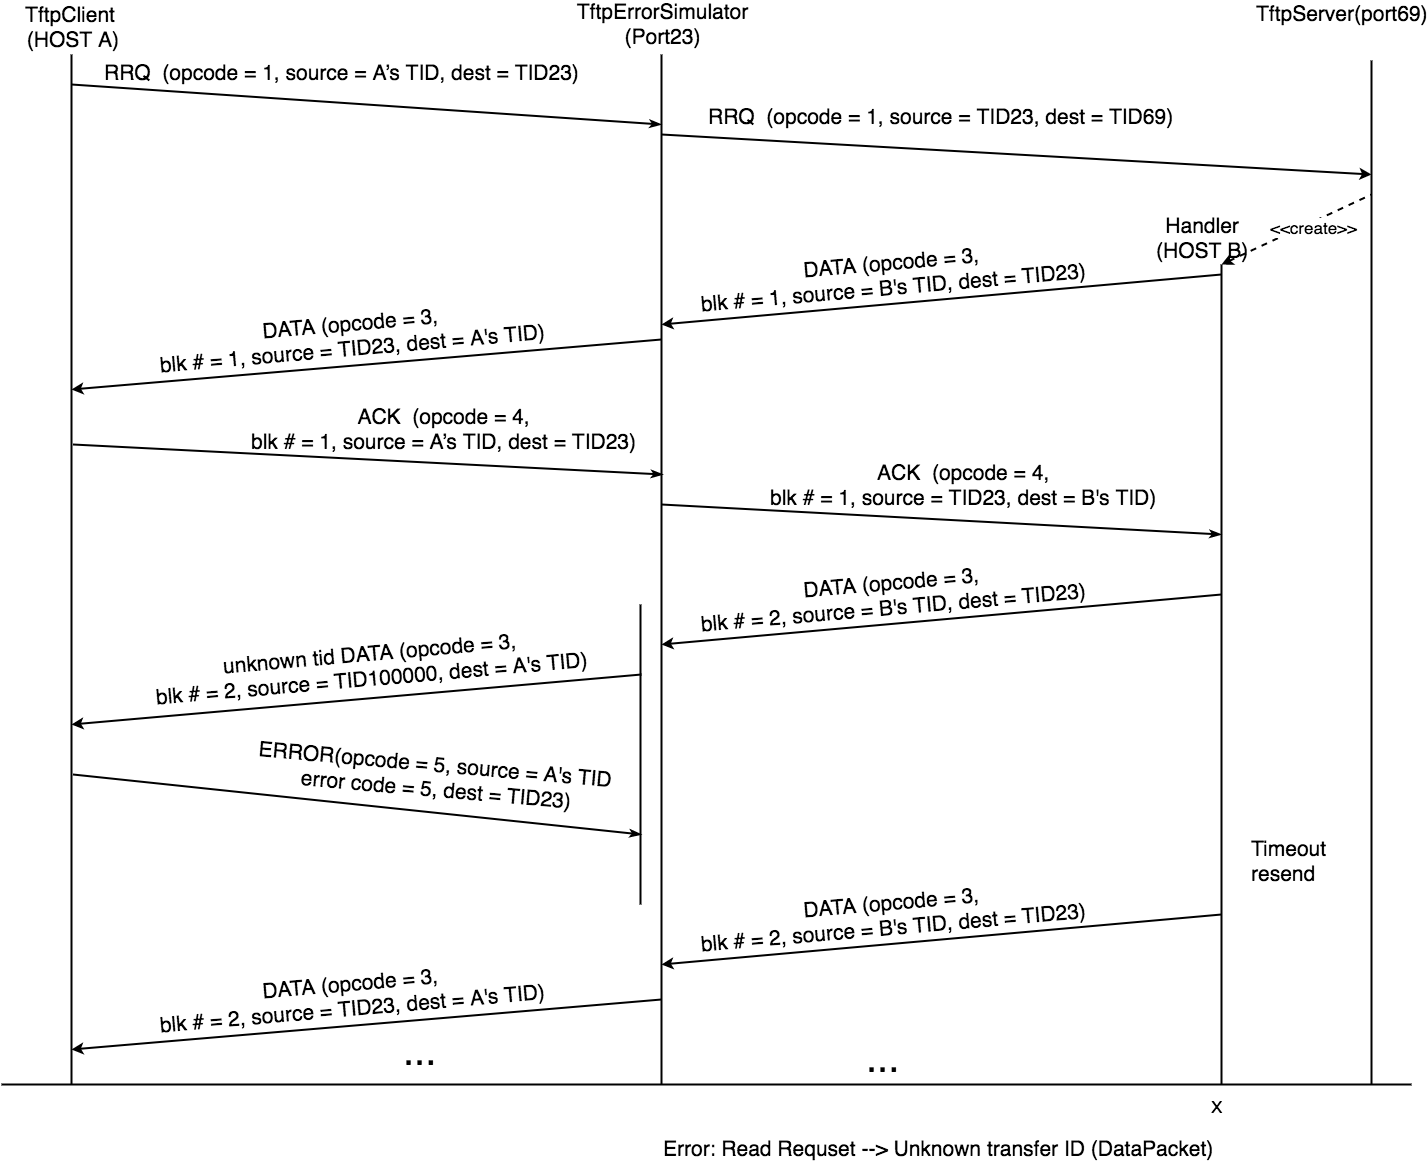 TftpClient
(HOST A)
TftpErrorSimulator
(Port23)
TftpServer(port69)
RRQ  (opcode = 1, source = A’s TID, dest = TID23)
RRQ  (opcode = 1, source = TID23, dest = TID69)
Handler
(HOST B)
<<create>>
DATA (opcode = 3,
blk # = 1, source = B's TID, dest = TID23)
DATA (opcode = 3,
blk # = 1, source = TID23, dest = A's TID)
ACK  (opcode = 4,
blk # = 1, source = A’s TID, dest = TID23)
ACK  (opcode = 4,
blk # = 1, source = TID23, dest = B's TID)
DATA (opcode = 3,
blk # = 2, source = B's TID, dest = TID23)
unknown tid DATA (opcode = 3,
blk # = 2, source = TID100000, dest = A's TID)
ERROR(opcode = 5, source = A's TID
error code = 5, dest = TID23)
Timeout
resend
DATA (opcode = 3,
blk # = 2, source = B's TID, dest = TID23)
DATA (opcode = 3,
blk # = 2, source = TID23, dest = A's TID)
...
...
x
Error: Read Requset --> Unknown transfer ID (DataPacket)